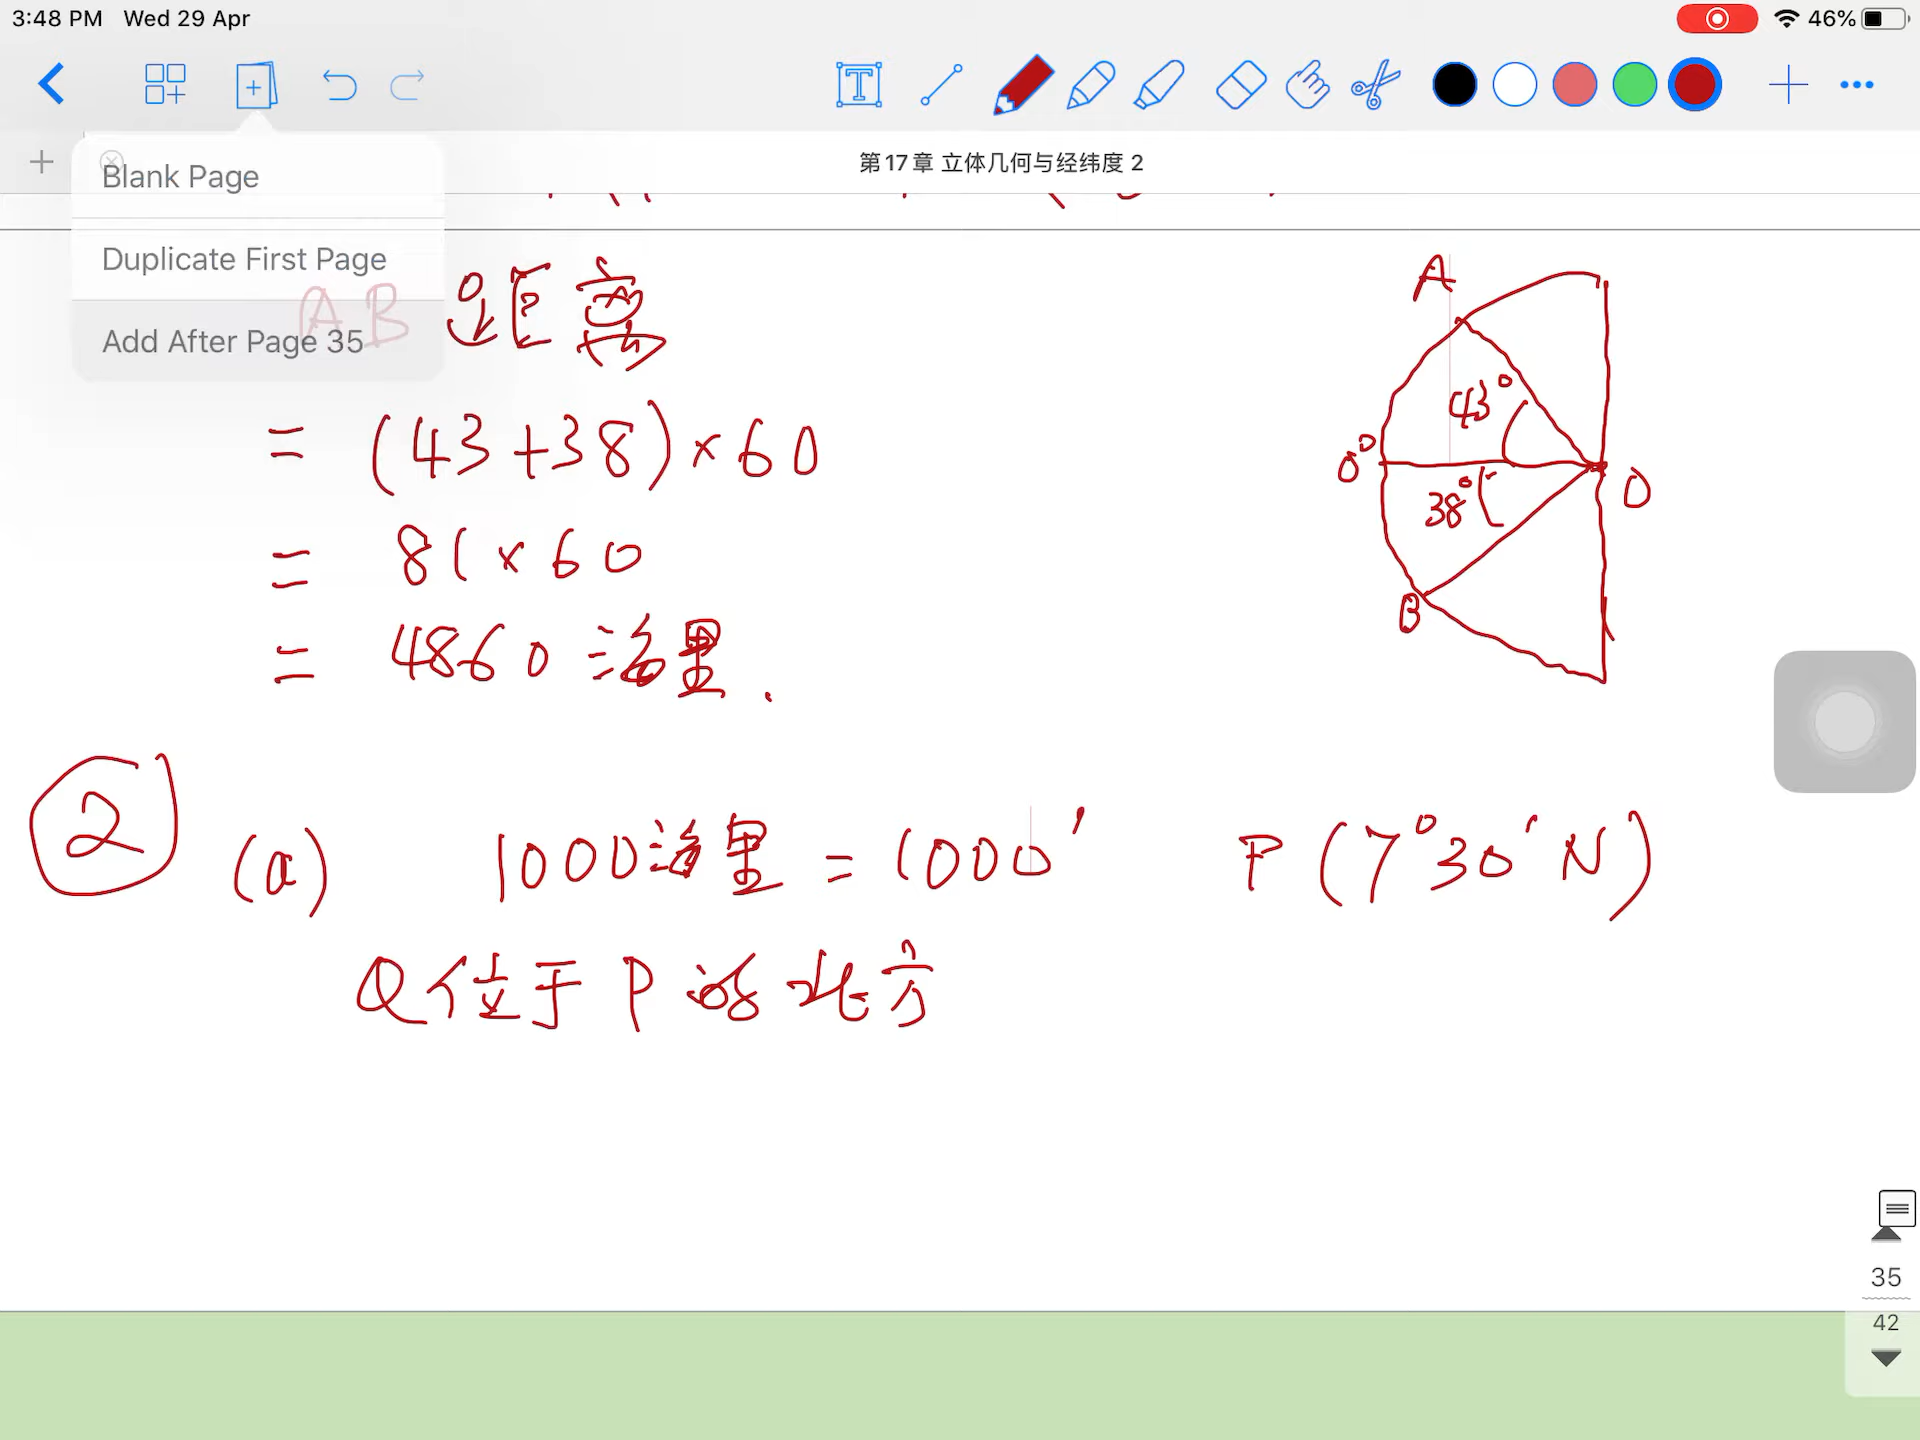 3:48 PM Wed 29 Apr
46%
第17章 立体几何与经纬度 2
Blank Page
Duplicate First Page
Add After Page 35
AB 距离
= (43+38)×60
= 81×60
= 4860 海里.
A
43°
0°
38°
O
B
② (a) 1000海里 = 1000' P(7°30'N)
Q位于P的北方
35
42